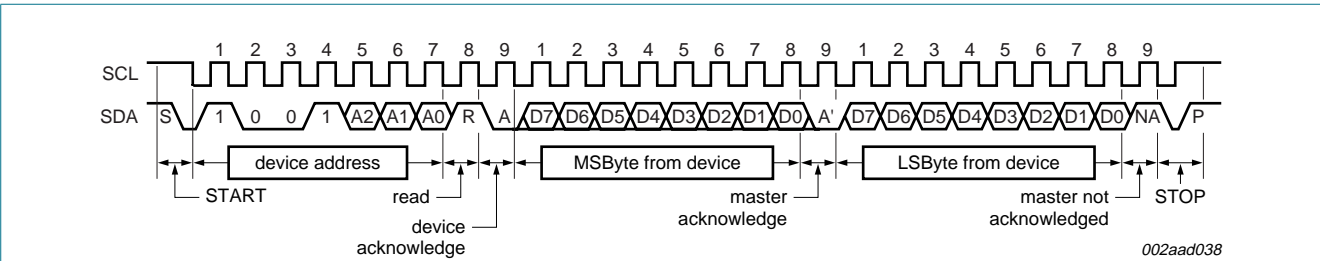 1 2 3 4 5 6 7 8 9 1 2 3 4 5 6 7 8 9 1 2 3 4 5 6 7 8 9
SCL
SDA S 1 0 0 1 A2 A1 A0 R A D7 D6 D5 D4 D3 D2 D1 D0 A' D7 D6 D5 D4 D3 D2 D1 D0 NA P
device address MSByte from device LSByte from device
START read master master not STOP
acknowledge acknowledged
device
acknowledge
002aad038